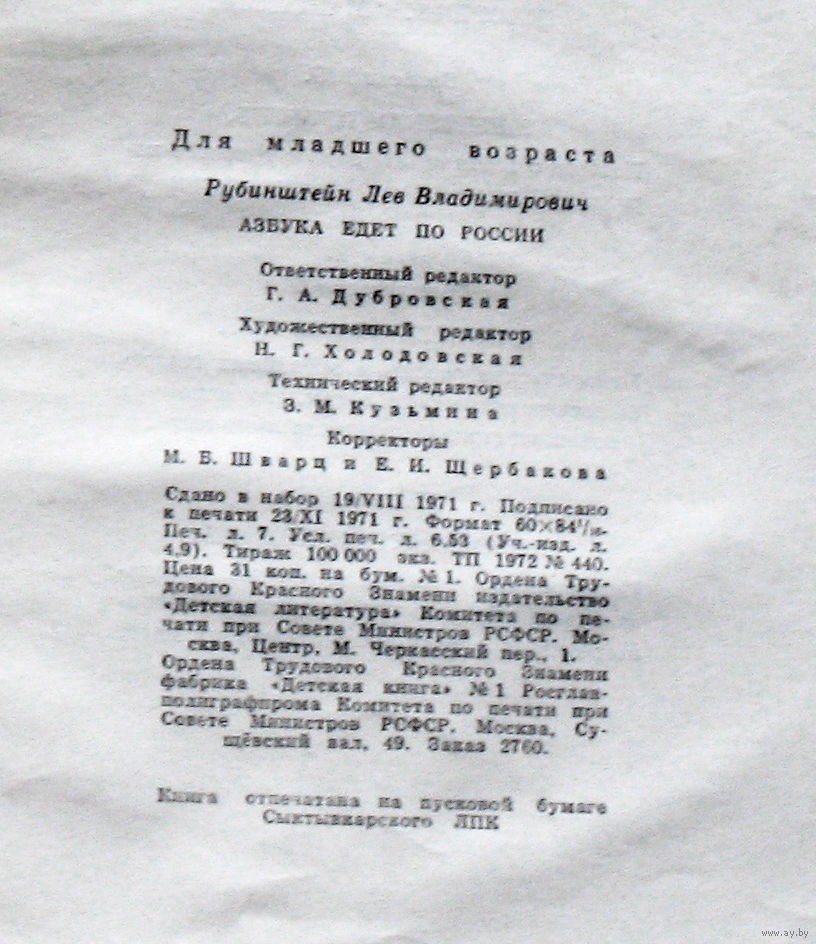 Для младшего возраста
Рубинштейн Лев Владимирович
АЗБУКА ЕДЕТ ПО РОССИИ
Ответственный редактор
Г. А. Дубровская
Художественный редактор
Н. Г. Холодовская
Технический редактор
З. М. Кузьмина
Корректоры
М. Б. Шварц и Е. И. Щербакова
Сдано в набор 19/VIII 1971 г. Подписано
к печати 23/XI 1971 г. Формат 60×84¹/₁₆.
Печ. л. 7. Усл. печ. л. 6,53 (Уч.-изд. л.
4,9). Тираж 100 000 экз. ТП 1972 № 440.
Цена 31 коп. на бум. № 1. Ордена Тру-
дового Красного Знамени издательство
«Детская литература» Комитета по пе-
чати при Совете Министров РСФСР. Мо-
сква, Центр, М. Черкасский пер., 1.
Ордена Трудового Красного Знамени
фабрика «Детская книга» № 1 Росглав-
полиграфпрома Комитета по печати при
Совете Министров РСФСР. Москва, Су-
щёвский вал, 49. Заказ 2760.
Книга отпечатана на пусковой бумаге
Сыктывкарского ЛПК
www.ay.by